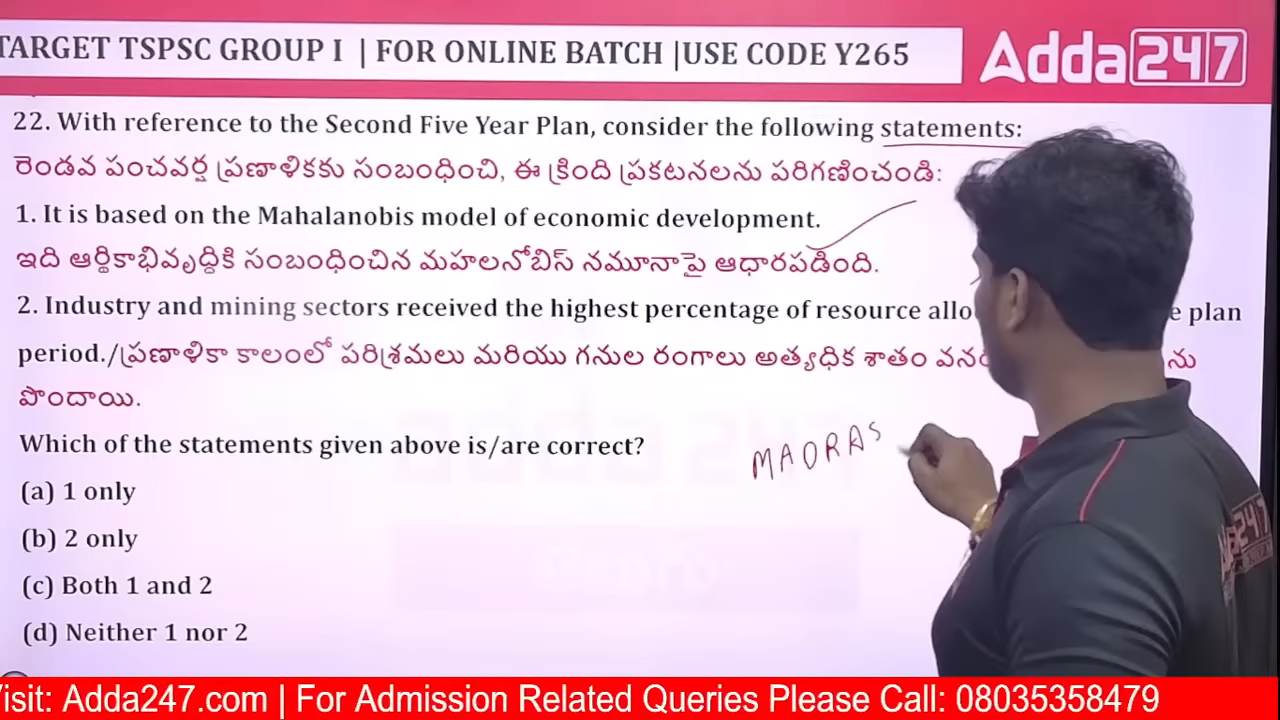 TARGET TSPSC GROUP I | FOR ONLINE BATCH |USE CODE Y265
Adda247
22. With reference to the Second Five Year Plan, consider the following statements:
రెండవ పంచవర్ష ప్రణాళికకు సంబంధించి, ఈ క్రింది ప్రకటనలను పరిగణించండి:
1. It is based on the Mahalanobis model of economic development.
ఇది ఆర్థికాభివృద్ధికి సంబంధించిన మహలనోబిస్ నమూనాపై ఆధారపడింది.
2. Industry and mining sectors received the highest percentage of resource allo e plan
period./ప్రణాళికా కాలంలో పరిశ్రమలు మరియు గనుల రంగాలు అత్యధిక శాతం వన ను
పొందాయి.
Which of the statements given above is/are correct?
MADRAS
(a) 1 only
(b) 2 only
(c) Both 1 and 2
(d) Neither 1 nor 2
Visit: Adda247.com | For Admission Related Queries Please Call: 08035358479